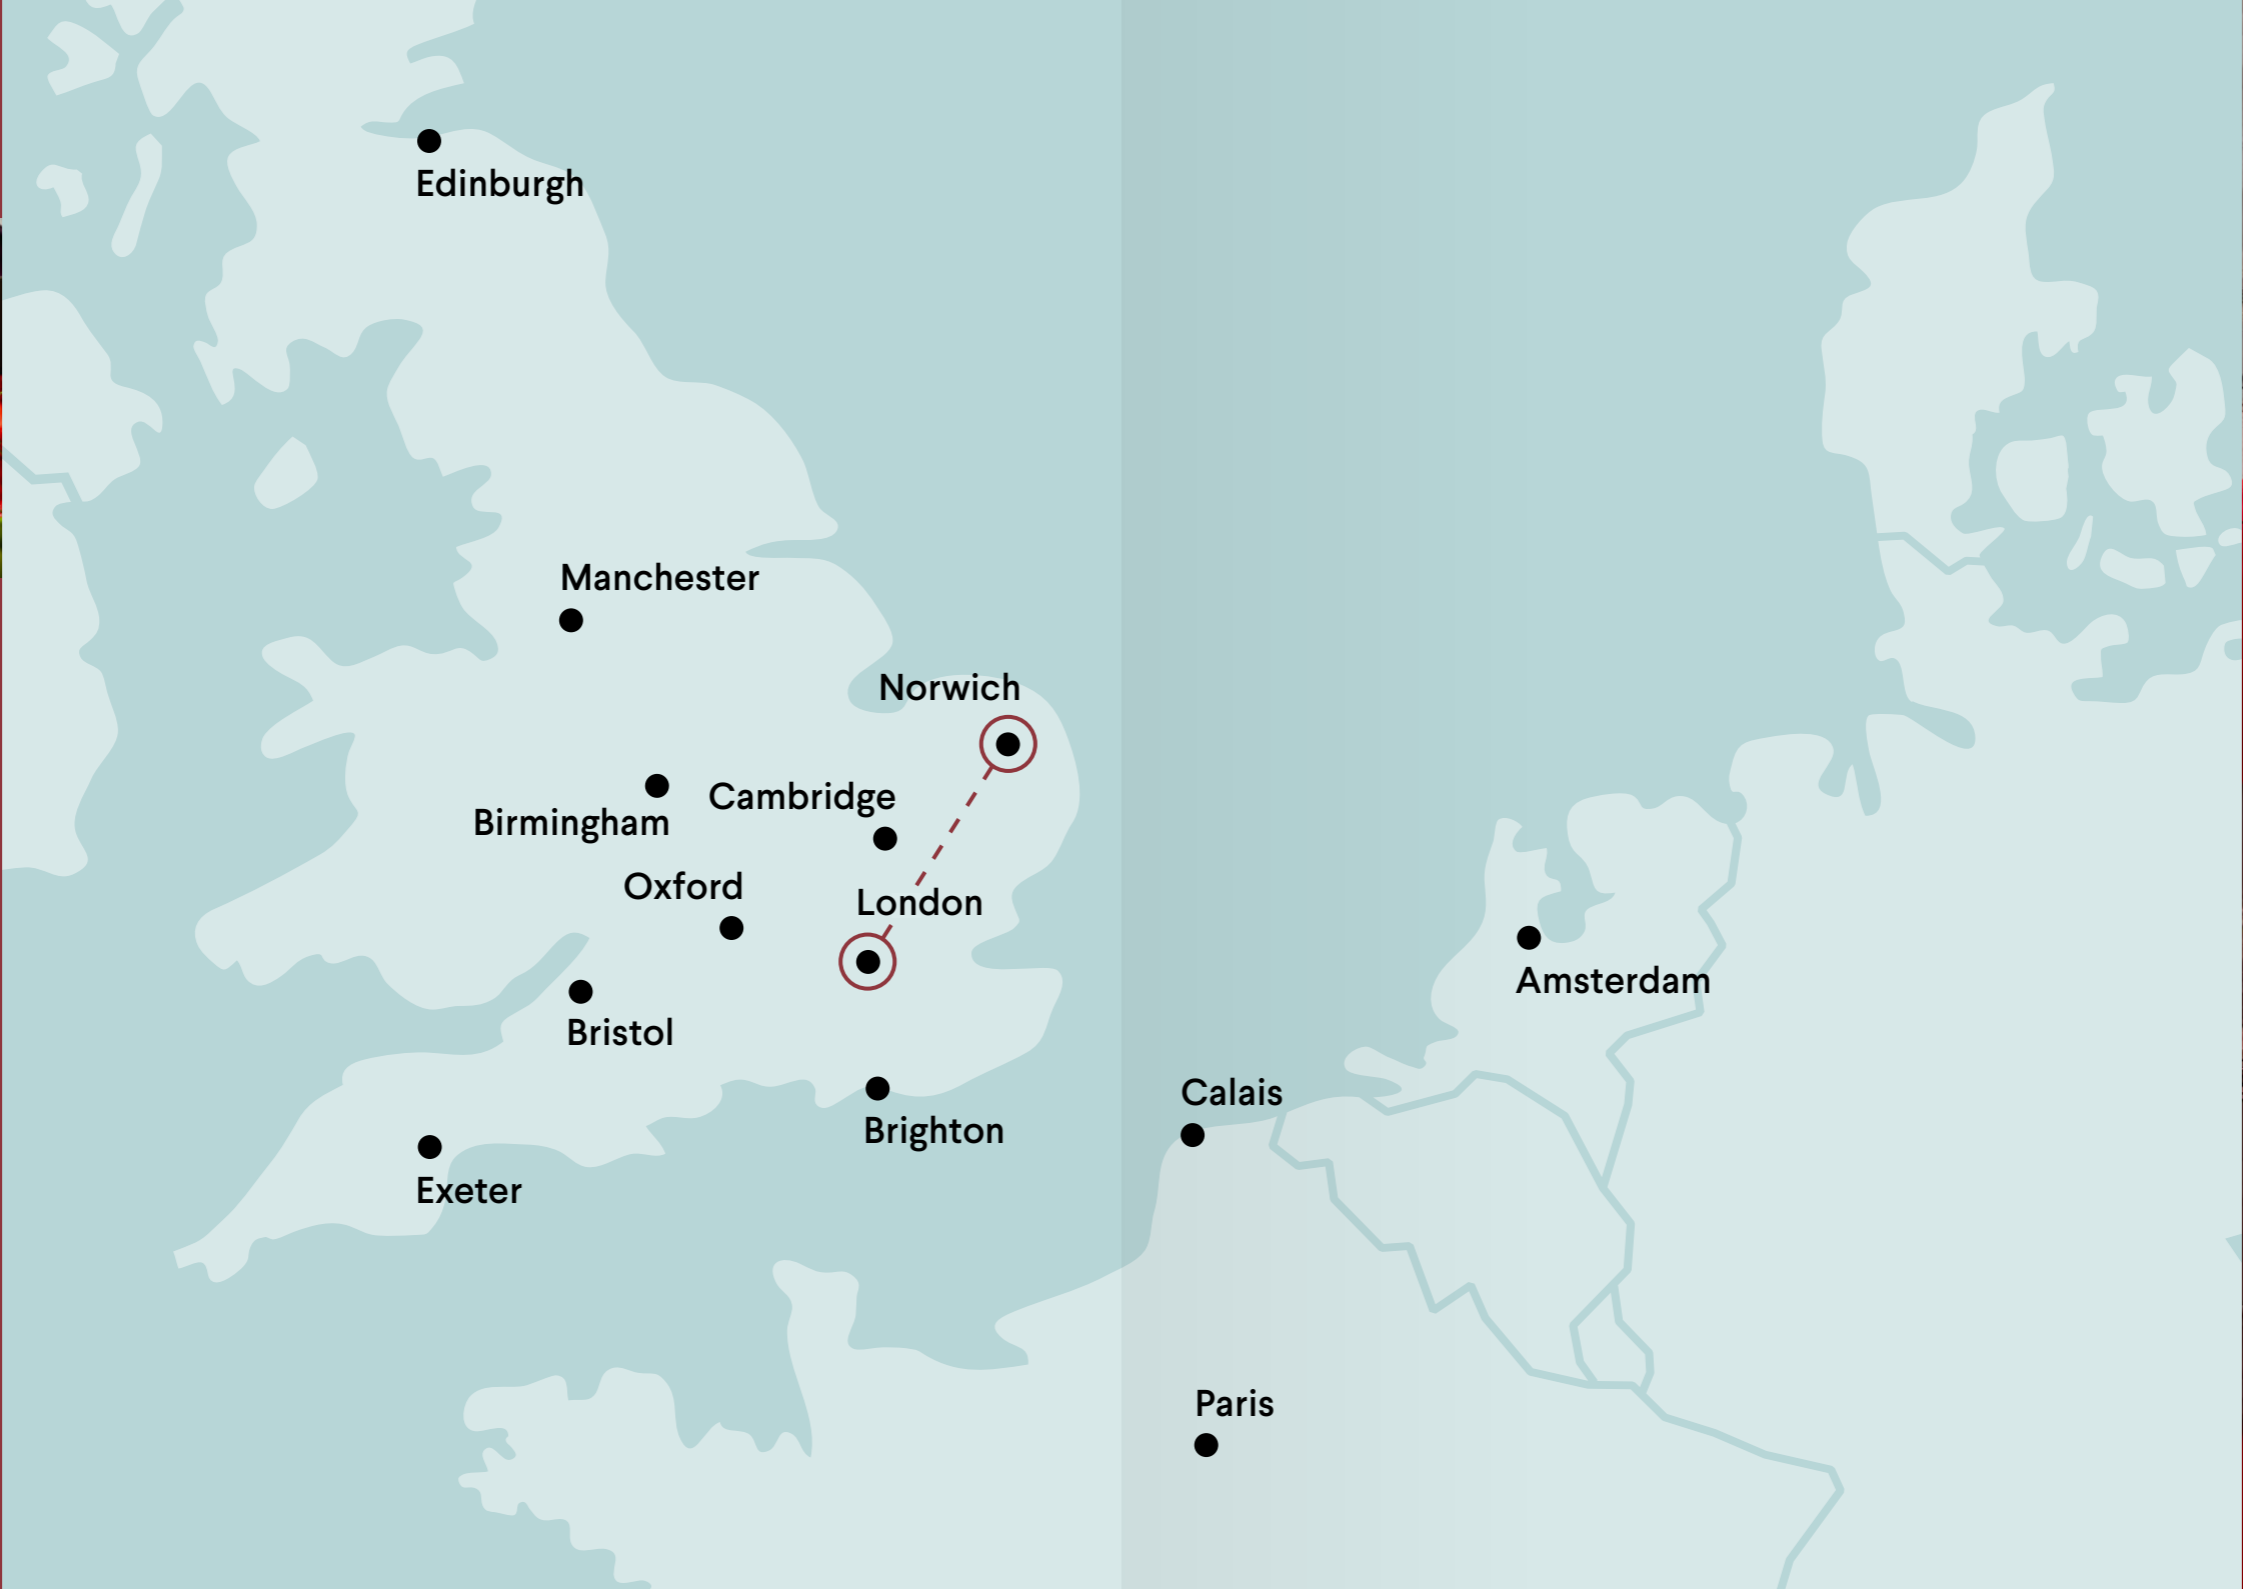 Edinburgh
Manchester
Norwich
Cambridge
Birmingham
Oxford
London
Amsterdam
Bristol
Calais
Brighton
Exeter
Paris